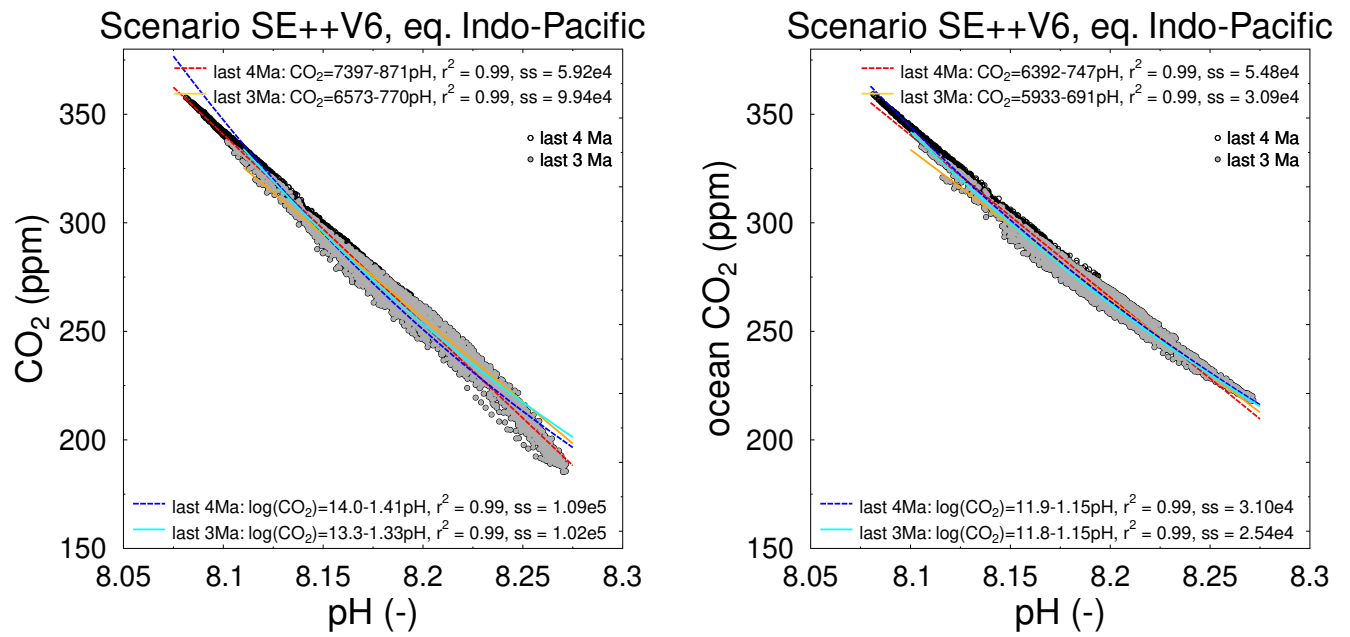 Scenario SE++V6, eq. Indo-Pacific
last 4Ma: CO₂=7397-871pH, r² = 0.99, ss = 5.92e4
last 3Ma: CO₂=6573-770pH, r² = 0.99, ss = 9.94e4
last 4 Ma
last 3 Ma
CO₂ (ppm)
350
300
250
200
150
last 4Ma: log(CO₂)=14.0-1.41pH, r² = 0.99, ss = 1.09e5
last 3Ma: log(CO₂)=13.3-1.33pH, r² = 0.99, ss = 1.02e5
8.05 8.1 8.15 8.2 8.25 8.3
pH (-)
Scenario SE++V6, eq. Indo-Pacific
last 4Ma: CO₂=6392-747pH, r² = 0.99, ss = 5.48e4
last 3Ma: CO₂=5933-691pH, r² = 0.99, ss = 3.09e4
last 4 Ma
last 3 Ma
ocean CO₂ (ppm)
350
300
250
200
150
last 4Ma: log(CO₂)=11.9-1.15pH, r² = 0.99, ss = 3.10e4
last 3Ma: log(CO₂)=11.8-1.15pH, r² = 0.99, ss = 2.54e4
8.05 8.1 8.15 8.2 8.25 8.3
pH (-)